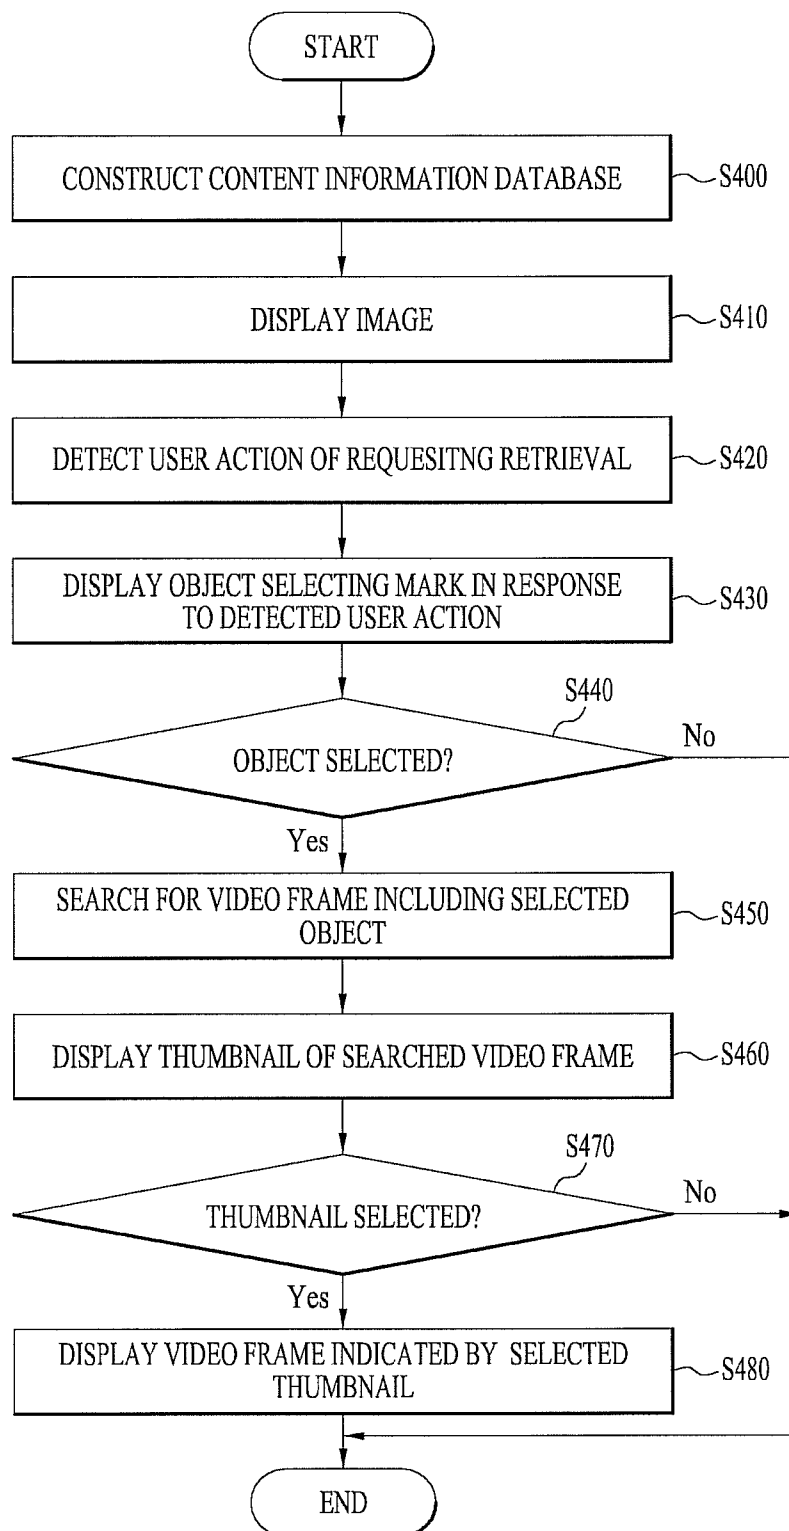 START
CONSTRUCT CONTENT INFORMATION DATABASE
S400
DISPLAY IMAGE
S410
DETECT USER ACTION OF REQUESITNG RETRIEVAL
S420
DISPLAY OBJECT SELECTING MARK IN RESPONSE
TO DETECTED USER ACTION
S430
S440
OBJECT SELECTED?
No
Yes
SEARCH FOR VIDEO FRAME INCLUDING SELECTED
OBJECT
S450
DISPLAY THUMBNAIL OF SEARCHED VIDEO FRAME
S460
S470
THUMBNAIL SELECTED?
No
Yes
DISPLAY VIDEO FRAME INDICATED BY SELECTED
THUMBNAIL
S480
END